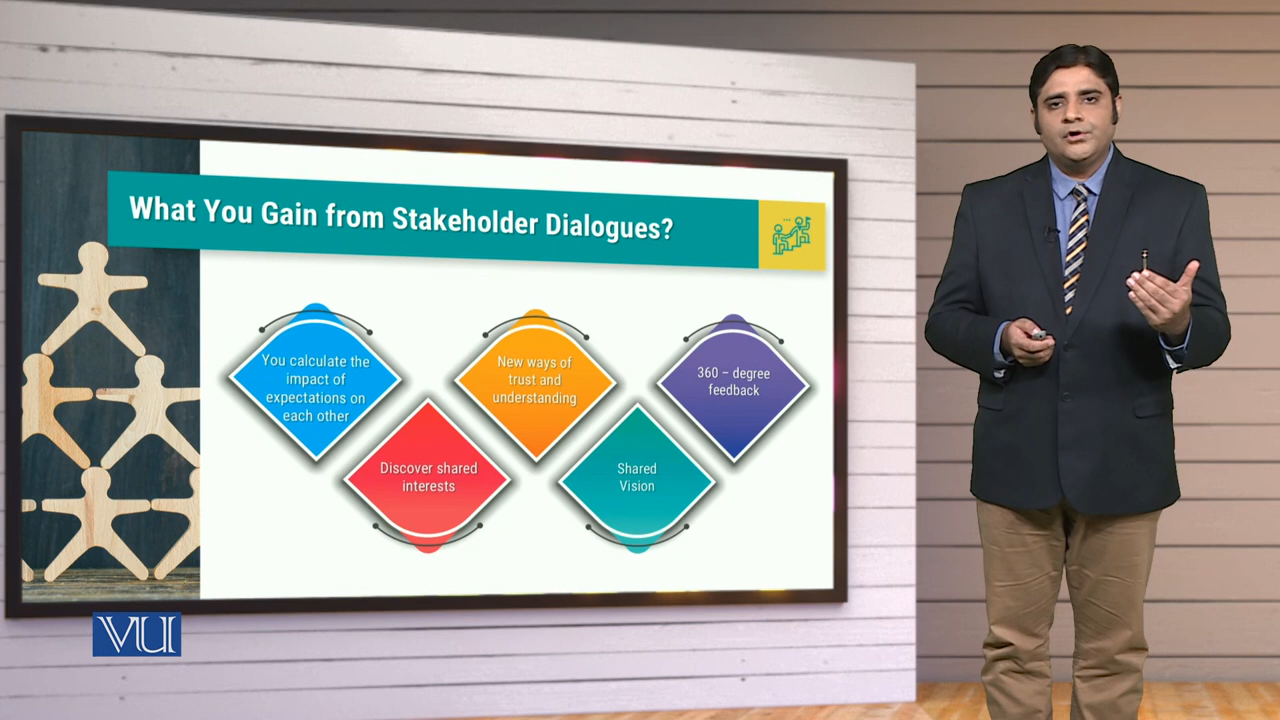 What You Gain from Stakeholder Dialogues?
You calculate the
impact of
expectations on
each other
Discover shared
interests
New ways of
trust and
understanding
Shared
Vision
360 – degree
feedback
VU